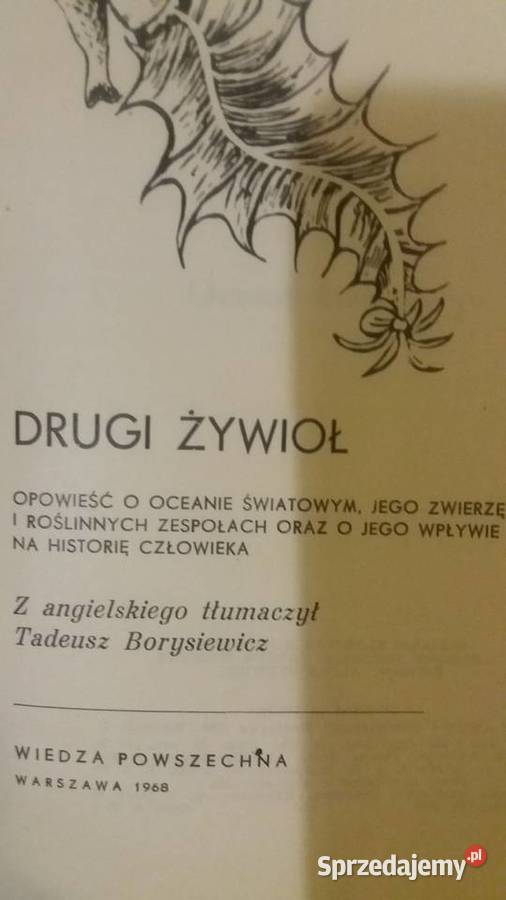 DRUGI ŻYWIOŁ
OPOWIEŚĆ O OCEANIE ŚWIATOWYM, JEGO ZWIERZĘ
I ROŚLINNYCH ZESPOŁACH ORAZ O JEGO WPŁYWIE
NA HISTORIĘ CZŁOWIEKA
Z angielskiego tłumaczył
Tadeusz Borysiewicz
WIEDZA POWSZECHNA
WARSZAWA 1968
Sprzedajemy.pl